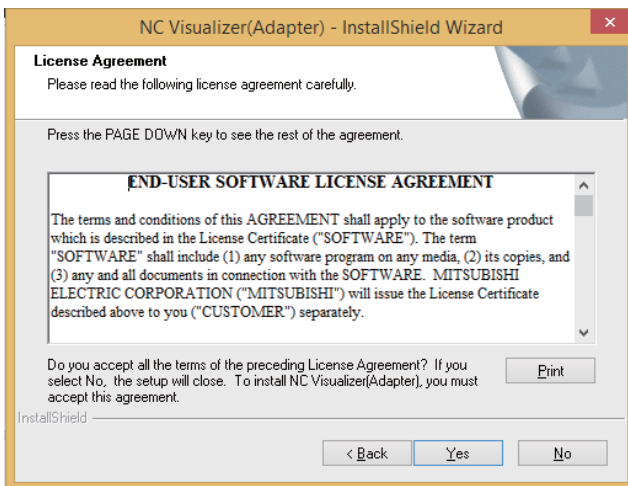 NC Visualizer(Adapter) - InstallShield Wizard
License Agreement
Please read the following license agreement carefully.
Press the PAGE DOWN key to see the rest of the agreement.
END-USER SOFTWARE LICENSE AGREEMENT
The terms and conditions of this AGREEMENT shall apply to the software product
which is described in the License Certificate ("SOFTWARE"). The term
"SOFTWARE" shall include (1) any software program on any media, (2) its copies, and
(3) any and all documents in connection with the SOFTWARE. MITSUBISHI
ELECTRIC CORPORATION ("MITSUBISHI") will issue the License Certificate
described above to you ("CUSTOMER") separately.
Do you accept all the terms of the preceding License Agreement? If you
select No, the setup will close. To install NC Visualizer(Adapter), you must
accept this agreement.
Print
InstallShield
< Back
Yes
No